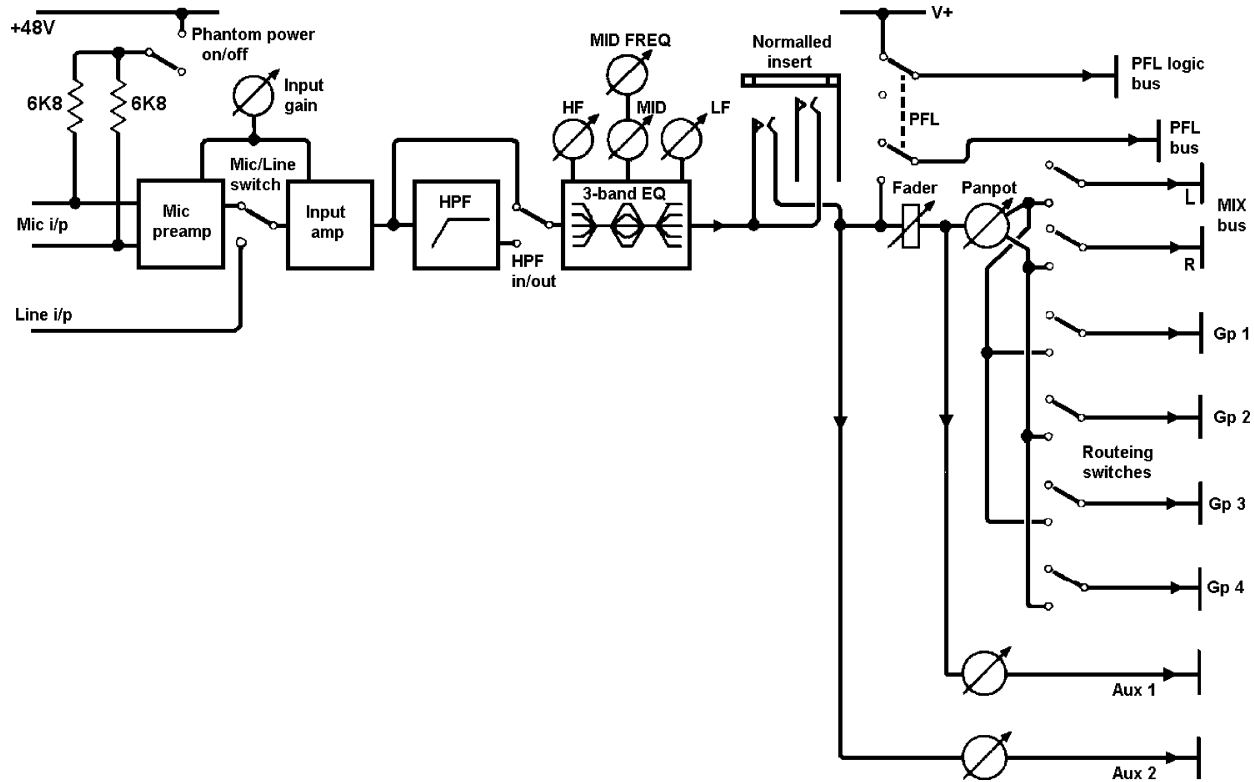 +48V
Phantom power
on/off
6K8
6K8
Input
gain
Mic/Line
switch
Mic i/p
Mic
preamp
Input
amp
Line i/p
HPF
HPF
in/out
MID FREQ
HF
MID
LF
3-band EQ
Normalled
insert
V+
PFL
PFL logic
bus
PFL
bus
Fader
Panpot
L
R
MIX
bus
Gp 1
Gp 2
Routeing
switches
Gp 3
Gp 4
Aux 1
Aux 2